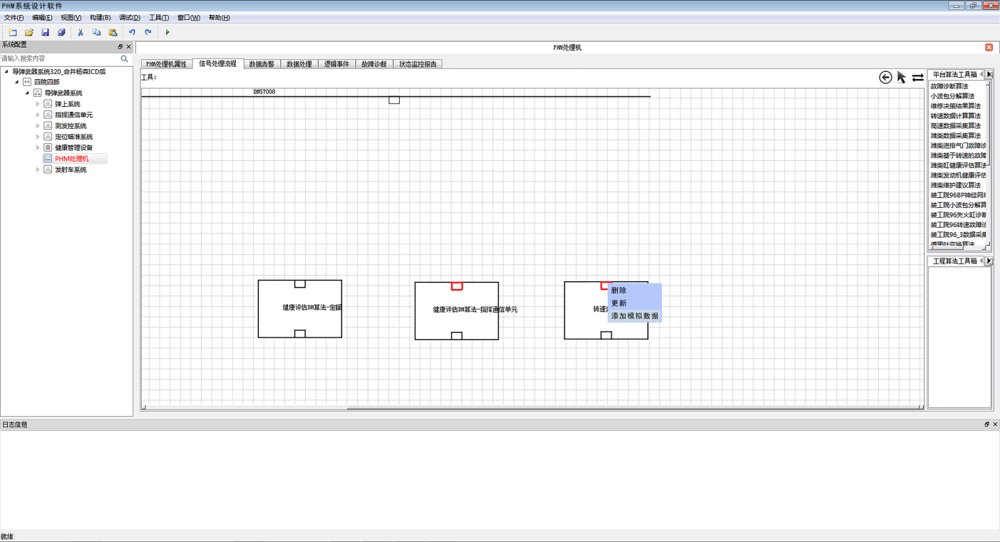 PHM系统设计软件
文件(F) 编辑(E) 视图(V) 构建(B) 调试(D) 工具(T) 窗口(W) 帮助(H)
系统配置
请输入搜索内容
导弹武器系统320_合并杨森ICD后
四院四部
导弹武器系统
弹上系统
指挥通信单元
测发控系统
定位瞄准系统
健康管理设备
PHM处理机
发射车系统
PHM处理机
PHM处理机属性 信号处理流程 数据告警 数据处理 逻辑事件 故障诊断 状态监控报告
工具:
DWS7008
健康评估DM算法-定瞄
健康评估DM算法-指挥通信单元
转速
删除
更新
添加模拟数据
平台算法工具箱
故障诊断算法
小波包分解算法
维修决策结果算法
转速数据计算算法
高速数据采集算法
潍柴数据采集算法
潍柴进排气门故障诊
潍柴基于转速的故障
潍柴缸健康评估算法
潍柴发动机健康评估
潍柴维护建议算法
装工院96BP神经网
装工院小波包分解算
装工院96失火缸诊断
装工院96转速故障诊
装工院96_3数据采集
傅里叶变换算法
工程算法工具箱
日志信息
就绪